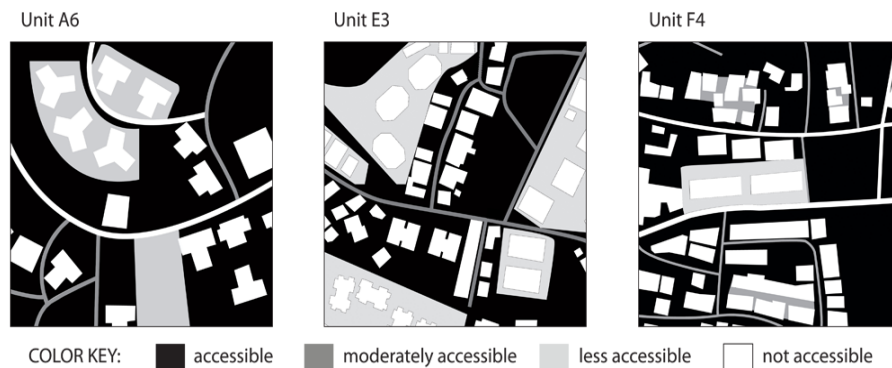 Unit A6
Unit E3
Unit F4
COLOR KEY: accessible moderately accessible less accessible not accessible